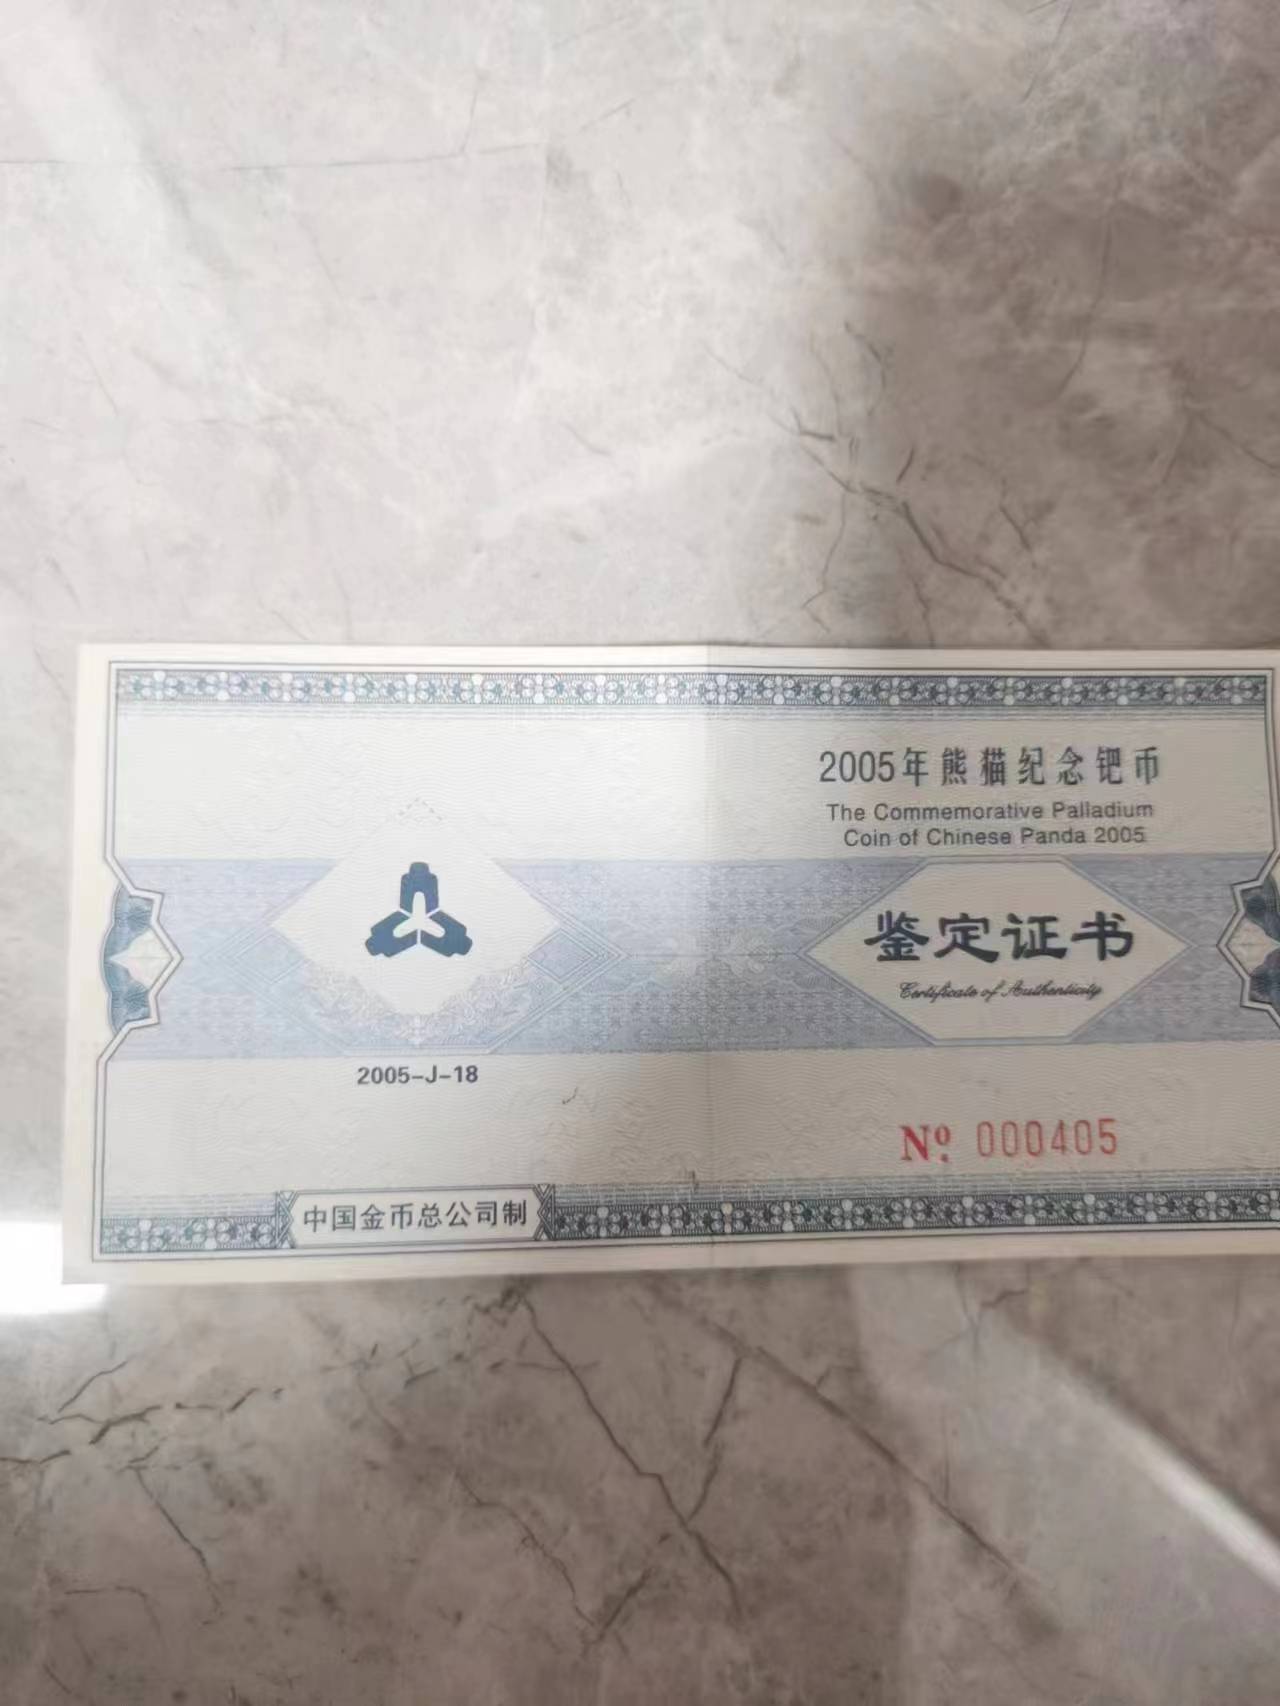 2005年熊猫纪念钯币
The Commemorative Palladium
Coin of Chinese Panda 2005
鉴定证书
Certificate of Authenticity
2005-J-18
Nº. 000405
中国金币总公司制